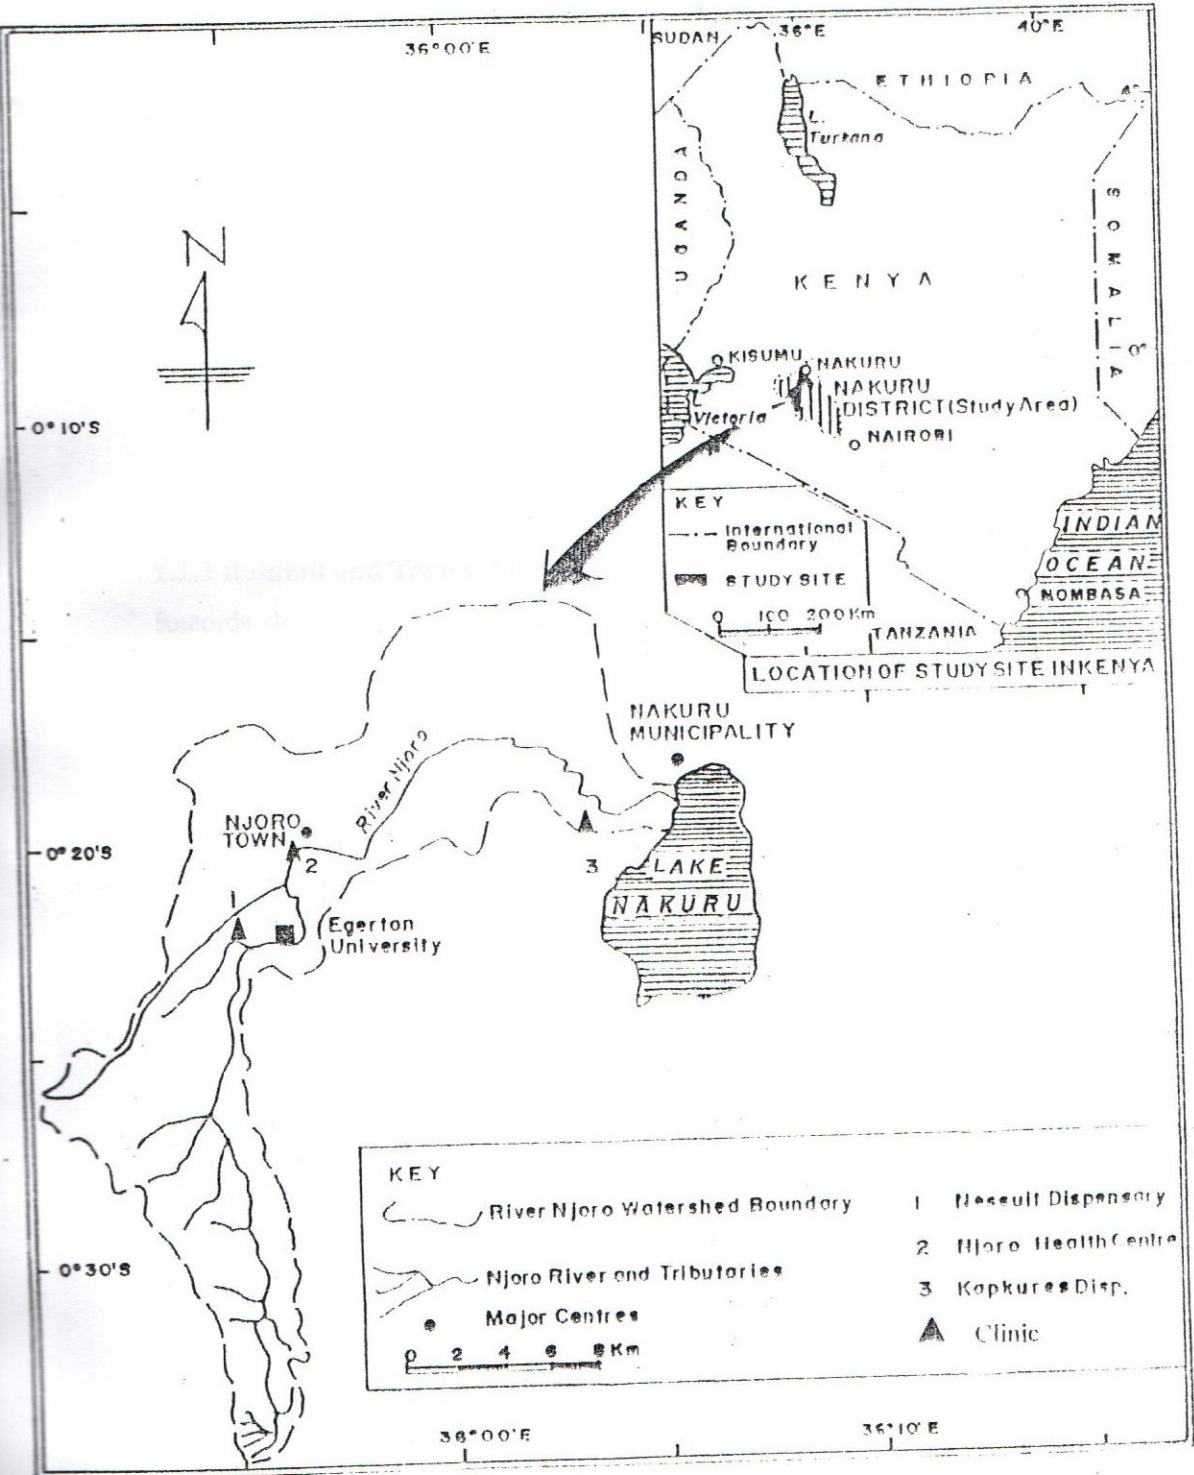 36°00'E
SUDAN
36°E
40°E
ETHIOPIA
4°
L.
Turkana
UGANDA
SOMALIA
N
KENYA
0°
KISUMU
NAKURU
NAKURU
DISTRICT(Study Area)
L
Victoria
NAIROBI
0°10'S
KEY
International
Boundary
STUDY SITE
0 100 200Km
INDIAN
OCEAN
MOMBASA
TANZANIA
LOCATION OF STUDY SITE IN KENYA
NAKURU
MUNICIPALITY
River Njoro
NJORO
TOWN
2
0°20'S
3
LAKE
NAKURU
1
Egerton
University
KEY
River Njoro Watershed Boundary
Njoro River and Tributaries
Major Centres
0 2 4 6 8 Km
1 Nessuit Dispensary
2 Njoro Health Centre
3 Kapkures Disp.
Clinic
0°30'S
36°00'E
36°10'E